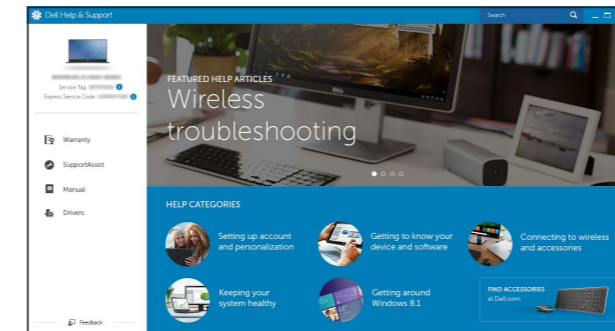 Dell Help & Support
Search
Service Tag
Express Service Code
Warranty
SupportAssist
Manual
Drivers
Feedback
FEATURED HELP ARTICLES
Wireless
troubleshooting
HELP CATEGORIES
Setting up account
and personalization
Getting to know your
device and software
Connecting to wireless
and accessories
Keeping your
system healthy
Getting around
Windows 8.1
FIND ACCESSORIES
at Dell.com